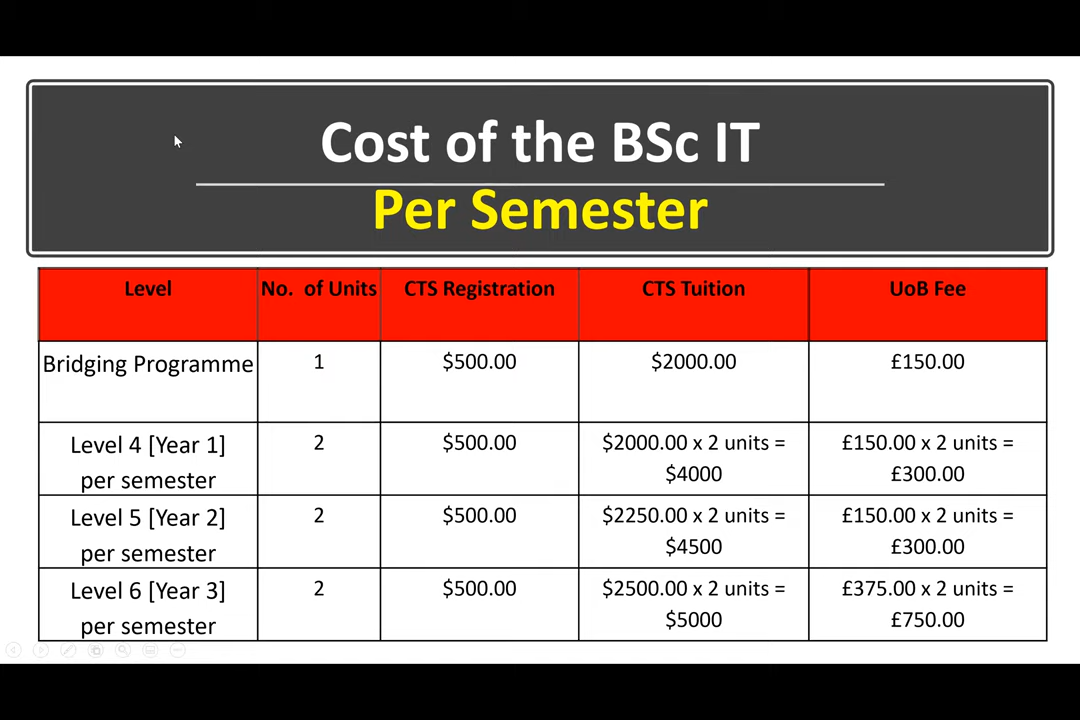 Cost of the BSc IT
Per Semester
Level No. of Units CTS Registration CTS Tuition UoB Fee
Bridging Programme 1 $500.00 $2000.00 £150.00
Level 4 [Year 1] 2 $500.00 $2000.00 x 2 units = £150.00 x 2 units =
per semester $4000 £300.00
Level 5 [Year 2] 2 $500.00 $2250.00 x 2 units = £150.00 x 2 units =
per semester $4500 £300.00
Level 6 [Year 3] 2 $500.00 $2500.00 x 2 units = £375.00 x 2 units =
per semester $5000 £750.00